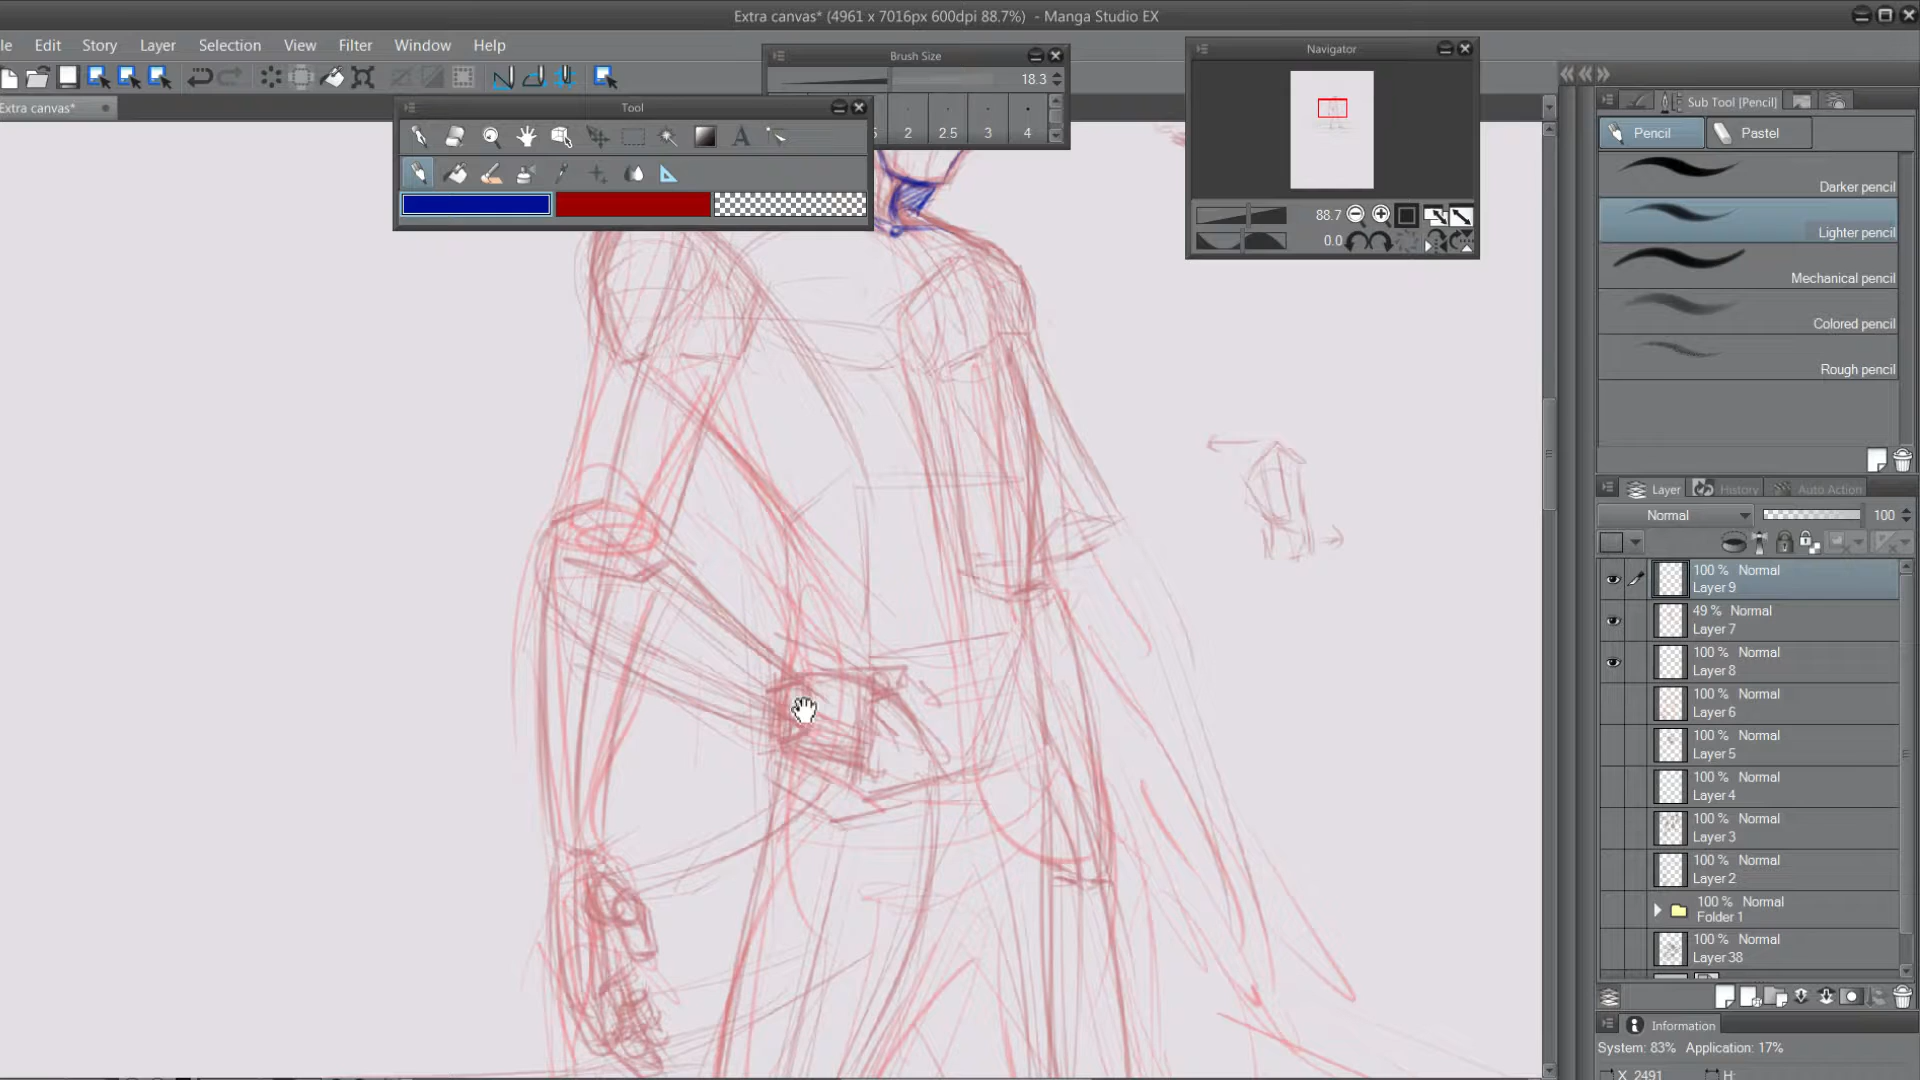 Extra canvas* (4961 x 7016px 600dpi 88.7%)  - Manga Studio EX
le Edit Story Layer Selection View Filter Window Help
Extra canvas*
Brush Size
18.3
5 2 2.5 3 4
Tool
Navigator
88.7
0.0
Sub Tool [Pencil]
Pencil Pastel
Darker pencil
Lighter pencil
Mechanical pencil
Colored pencil
Rough pencil
Layer History Auto Action
Normal 100
100 % Normal
Layer 9
49 % Normal
Layer 7
100 % Normal
Layer 8
100 % Normal
Layer 6
100 % Normal
Layer 5
100 % Normal
Layer 4
100 % Normal
Layer 3
100 % Normal
Layer 2
100 % Normal
Folder 1
100 % Normal
Layer 38
Information
System: 83% Application: 17%
X 2491 H: